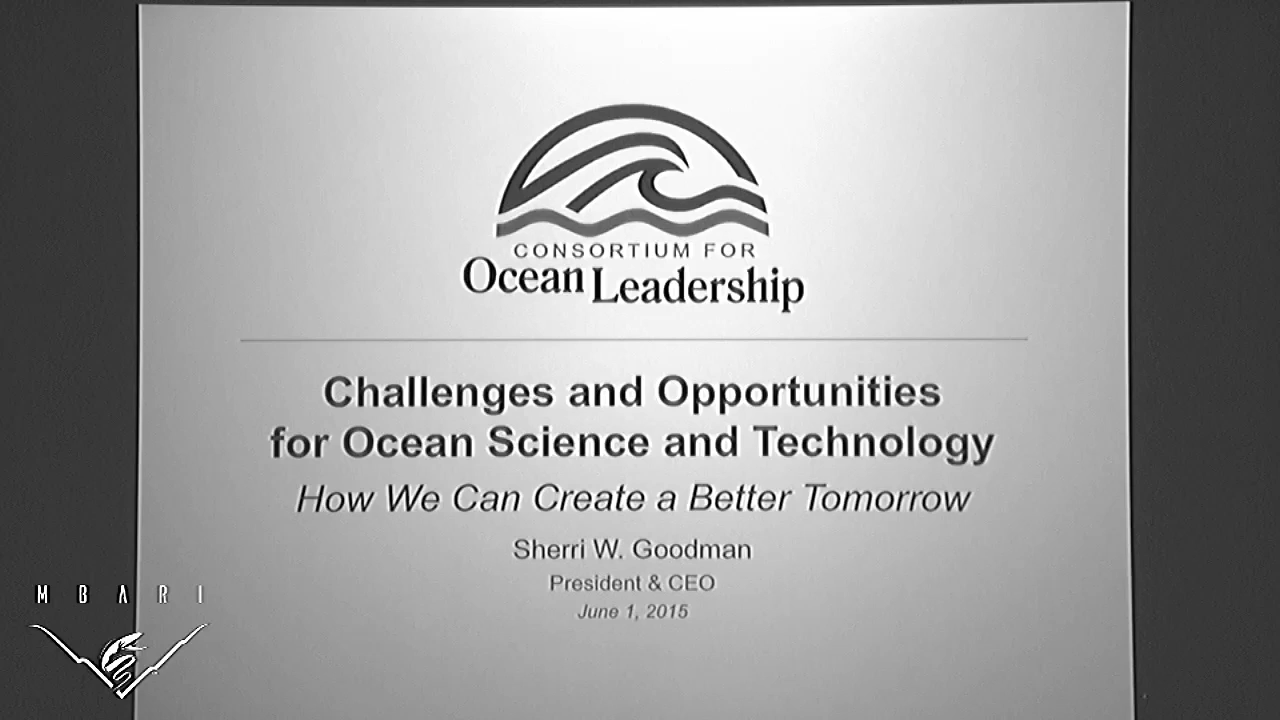 CONSORTIUM FOR
Ocean Leadership
Challenges and Opportunities
for Ocean Science and Technology
How We Can Create a Better Tomorrow
Sherri W. Goodman
President & CEO
June 1, 2015
MBARI